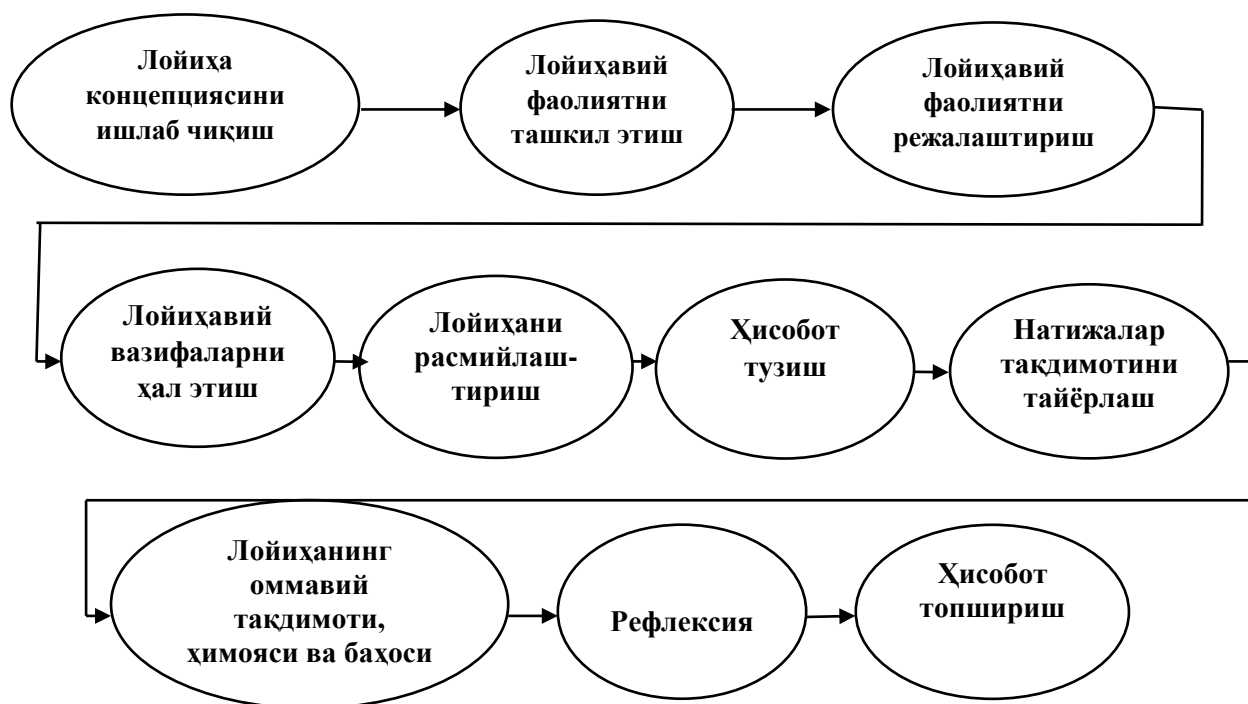 Лойиҳа
концепциясини
ишлаб чиқиш
Лойиҳавий
фаолиятни
ташкил этиш
Лойиҳавий
фаолиятни
режалаштириш
Лойиҳавий
вазифаларни
ҳал этиш
Лойиҳани
расмийлаш-
тириш
Ҳисобот
тузиш
Натижалар
тақдимотини
тайёрлаш
Лойиҳанинг
оммавий
тақдимоти,
ҳимояси ва баҳоси
Рефлексия
Ҳисобот
топшириш